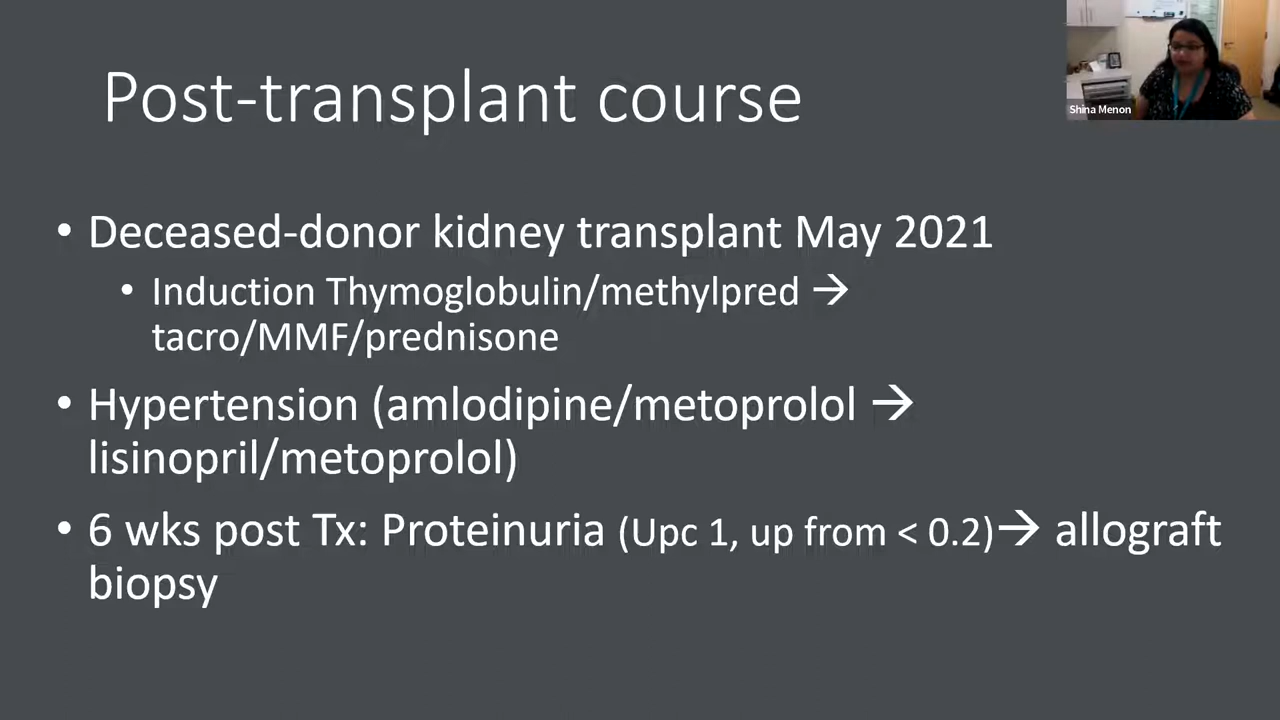 Post-transplant course
Shina Menon
• Deceased-donor kidney transplant May 2021
• Induction Thymoglobulin/methylpred →
tacro/MMF/prednisone
• Hypertension (amlodipine/metoprolol →
lisinopril/metoprolol)
• 6 wks post Tx: Proteinuria (Upc 1, up from < 0.2)→ allograft
biopsy